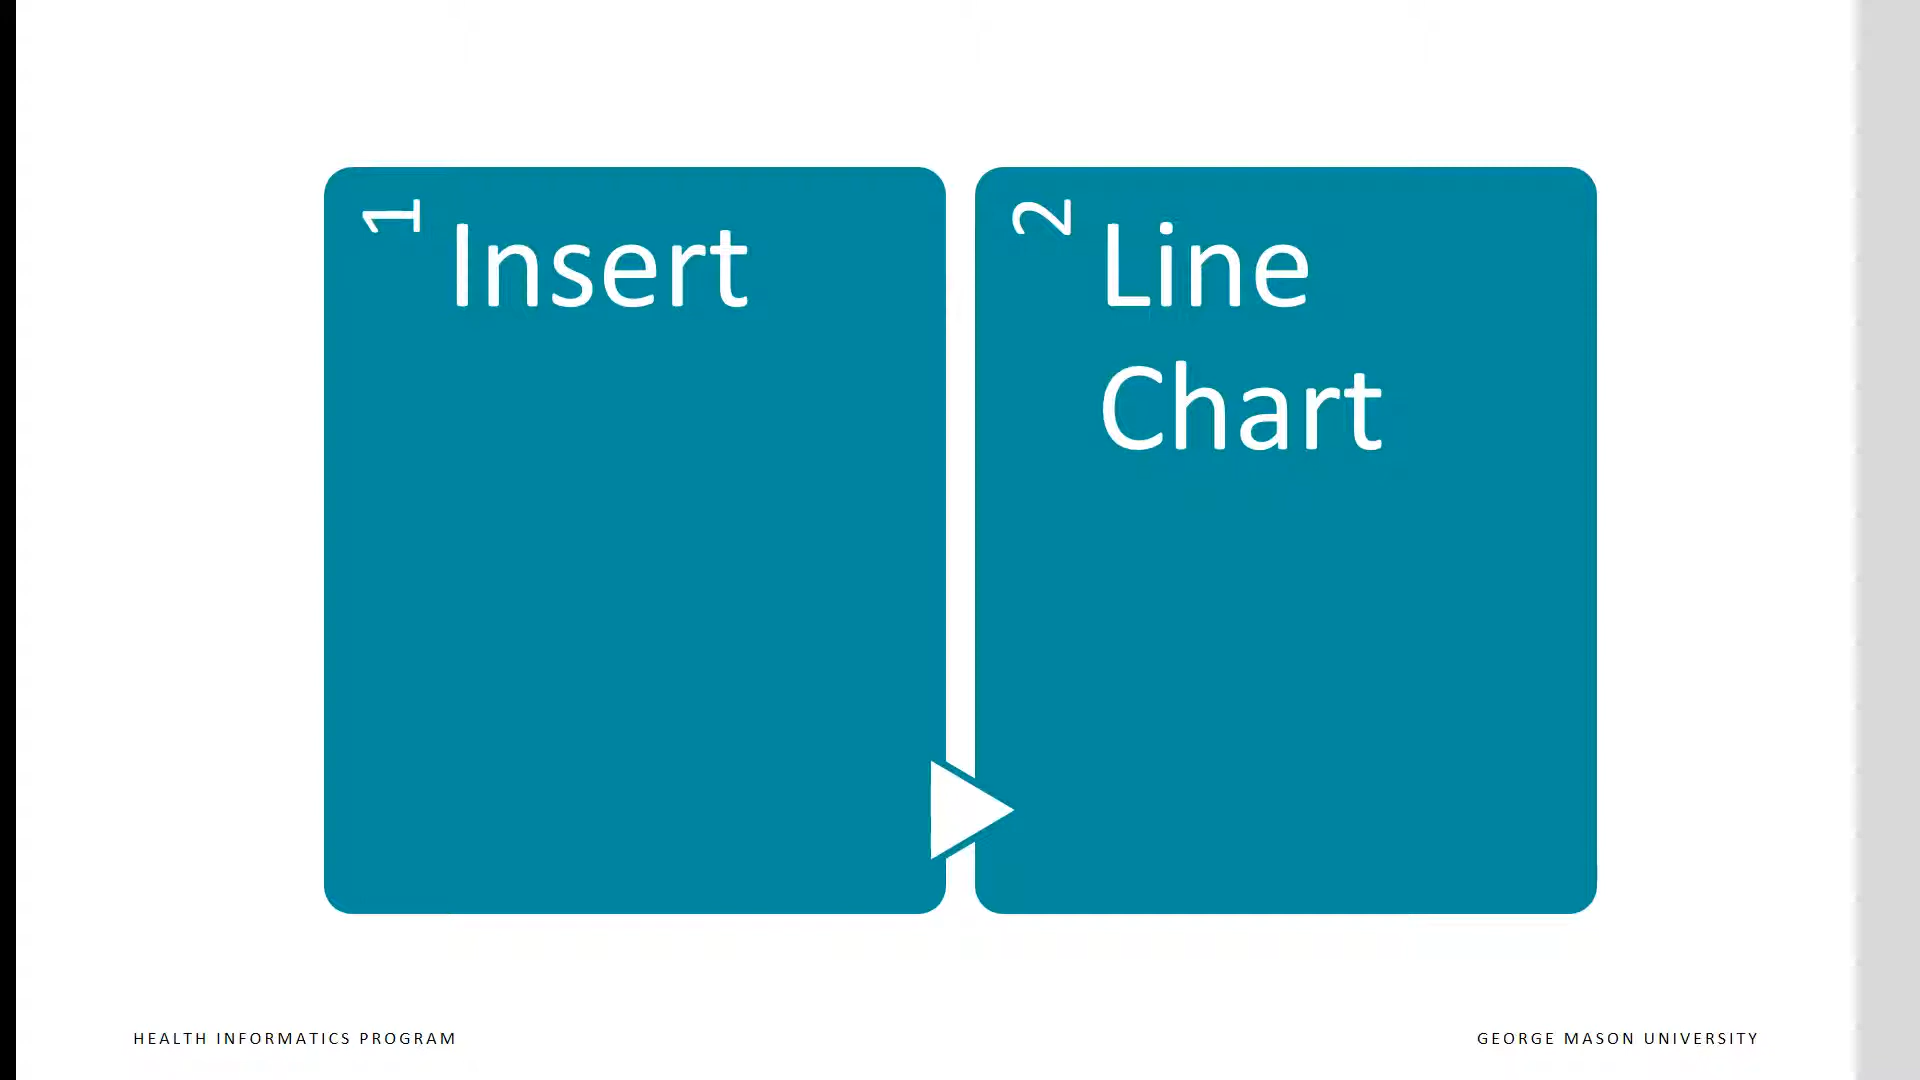 1
Insert
2
Line
Chart
HEALTH INFORMATICS PROGRAM
GEORGE MASON UNIVERSITY